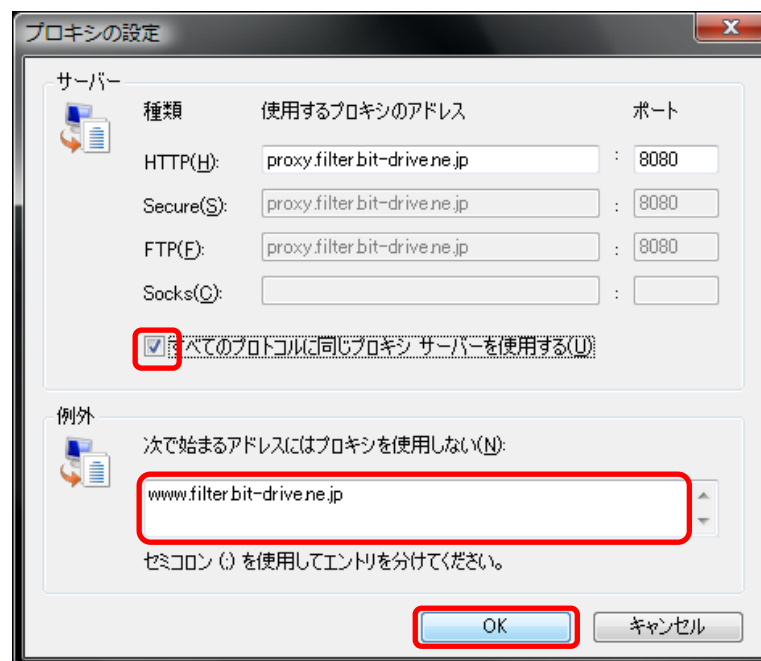 プロキシの設定
サーバー
種類 使用するプロキシのアドレス ポート
HTTP(H): proxy.filter.bit-drive.ne.jp : 8080
Secure(S): proxy.filter.bit-drive.ne.jp : 8080
FTP(F): proxy.filter.bit-drive.ne.jp : 8080
Socks(C): :
すべてのプロトコルに同じプロキシ サーバーを使用する(U)
例外
次で始まるアドレスにはプロキシを使用しない(N):
www.filter.bit-drive.ne.jp
セミコロン (;) を使用してエントリを分けてください。
OK キャンセル